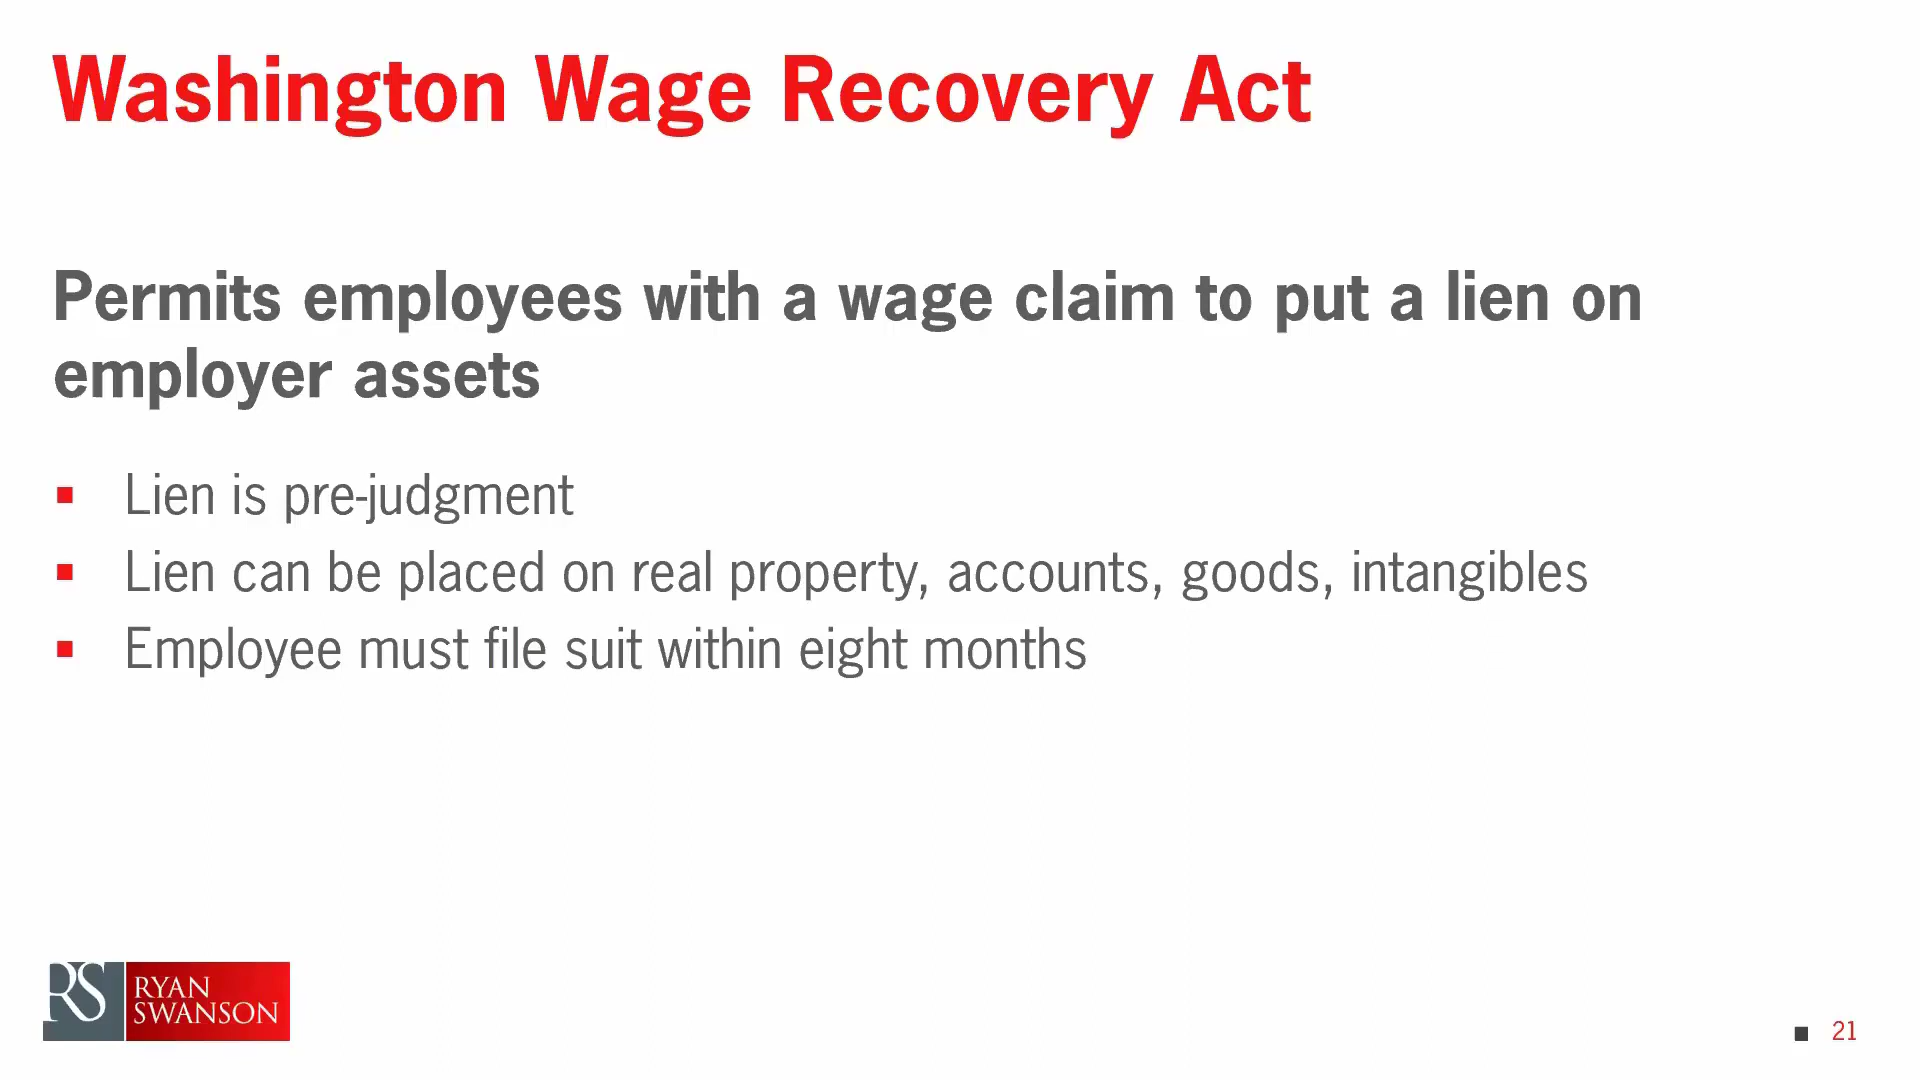 Washington Wage Recovery Act
Permits employees with a wage claim to put a lien on
employer assets
▪ Lien is pre-judgment
▪ Lien can be placed on real property, accounts, goods, intangibles
▪ Employee must file suit within eight months
RS RYAN
SWANSON
▪ 21